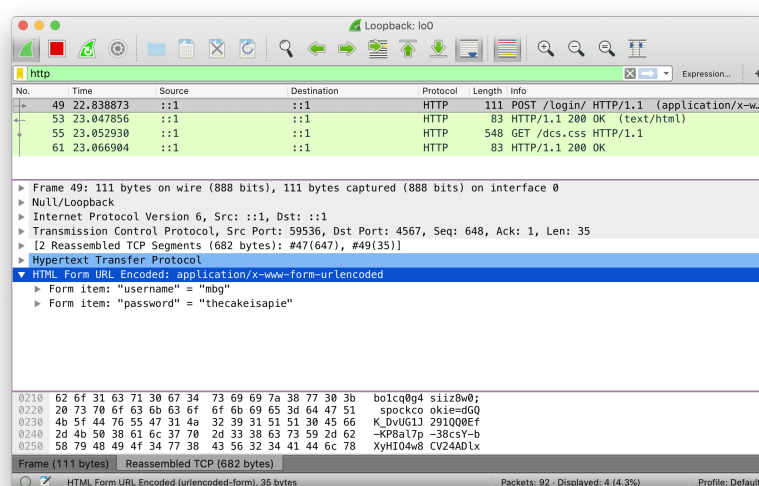 Loopback: lo0
http
Expression...
No. Time Source Destination Protocol Length Info
49 22.838873 ::1 ::1 HTTP 111 POST /login/ HTTP/1.1 (application/x-w…
53 23.047856 ::1 ::1 HTTP 83 HTTP/1.1 200 OK (text/html)
55 23.052930 ::1 ::1 HTTP 548 GET /dcs.css HTTP/1.1
61 23.066904 ::1 ::1 HTTP 83 HTTP/1.1 200 OK
Frame 49: 111 bytes on wire (888 bits), 111 bytes captured (888 bits) on interface 0
Null/Loopback
Internet Protocol Version 6, Src: ::1, Dst: ::1
Transmission Control Protocol, Src Port: 59536, Dst Port: 4567, Seq: 648, Ack: 1, Len: 35
[2 Reassembled TCP Segments (682 bytes): #47(647), #49(35)]
Hypertext Transfer Protocol
HTML Form URL Encoded: application/x-www-form-urlencoded
Form item: "username" = "mbg"
Form item: "password" = "thecakeisapie"
0210 62 6f 31 63 71 30 67 34 73 69 69 7a 38 77 30 3b bo1cq0g4 siiz8w0;
0220 20 73 70 6f 63 6b 63 6f 6f 6b 69 65 3d 64 47 51 spockco okie=dGQ
0230 4b 5f 44 76 55 47 31 4a 32 39 31 51 51 30 45 66 K_DvUG1J 291QQ0Ef
0240 2d 4b 50 38 61 6c 37 70 2d 33 38 63 73 59 2d 62 -KP8al7p -38csY-b
0250 58 79 48 49 4f 34 77 38 43 56 32 34 41 44 6c 78 XyHIO4w8 CV24ADlx
Frame (111 bytes) Reassembled TCP (682 bytes)
HTML Form URL Encoded (urlencoded-form), 35 bytes Packets: 92 · Displayed: 4 (4.3%) Profile: Default